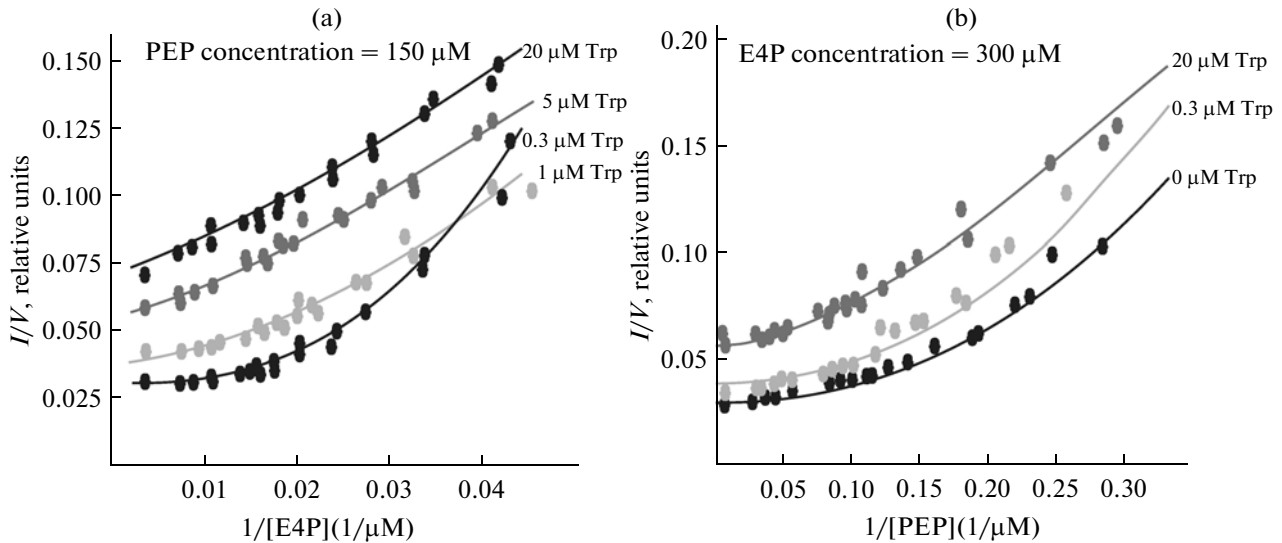 (a)
PEP concentration = 150 μM
20 μM Trp
5 μM Trp
0.3 μM Trp
1 μM Trp
0.150
0.125
0.100
0.075
0.050
0.025
I/V, relative units
0.01 0.02 0.03 0.04
1/[E4P](1/μM)
(b)
E4P concentration = 300 μM
20 μM Trp
0.3 μM Trp
0 μM Trp
0.20
0.15
0.10
0.05
I/V, relative units
0.05 0.10 0.15 0.20 0.25 0.30
1/[PEP](1/μM)